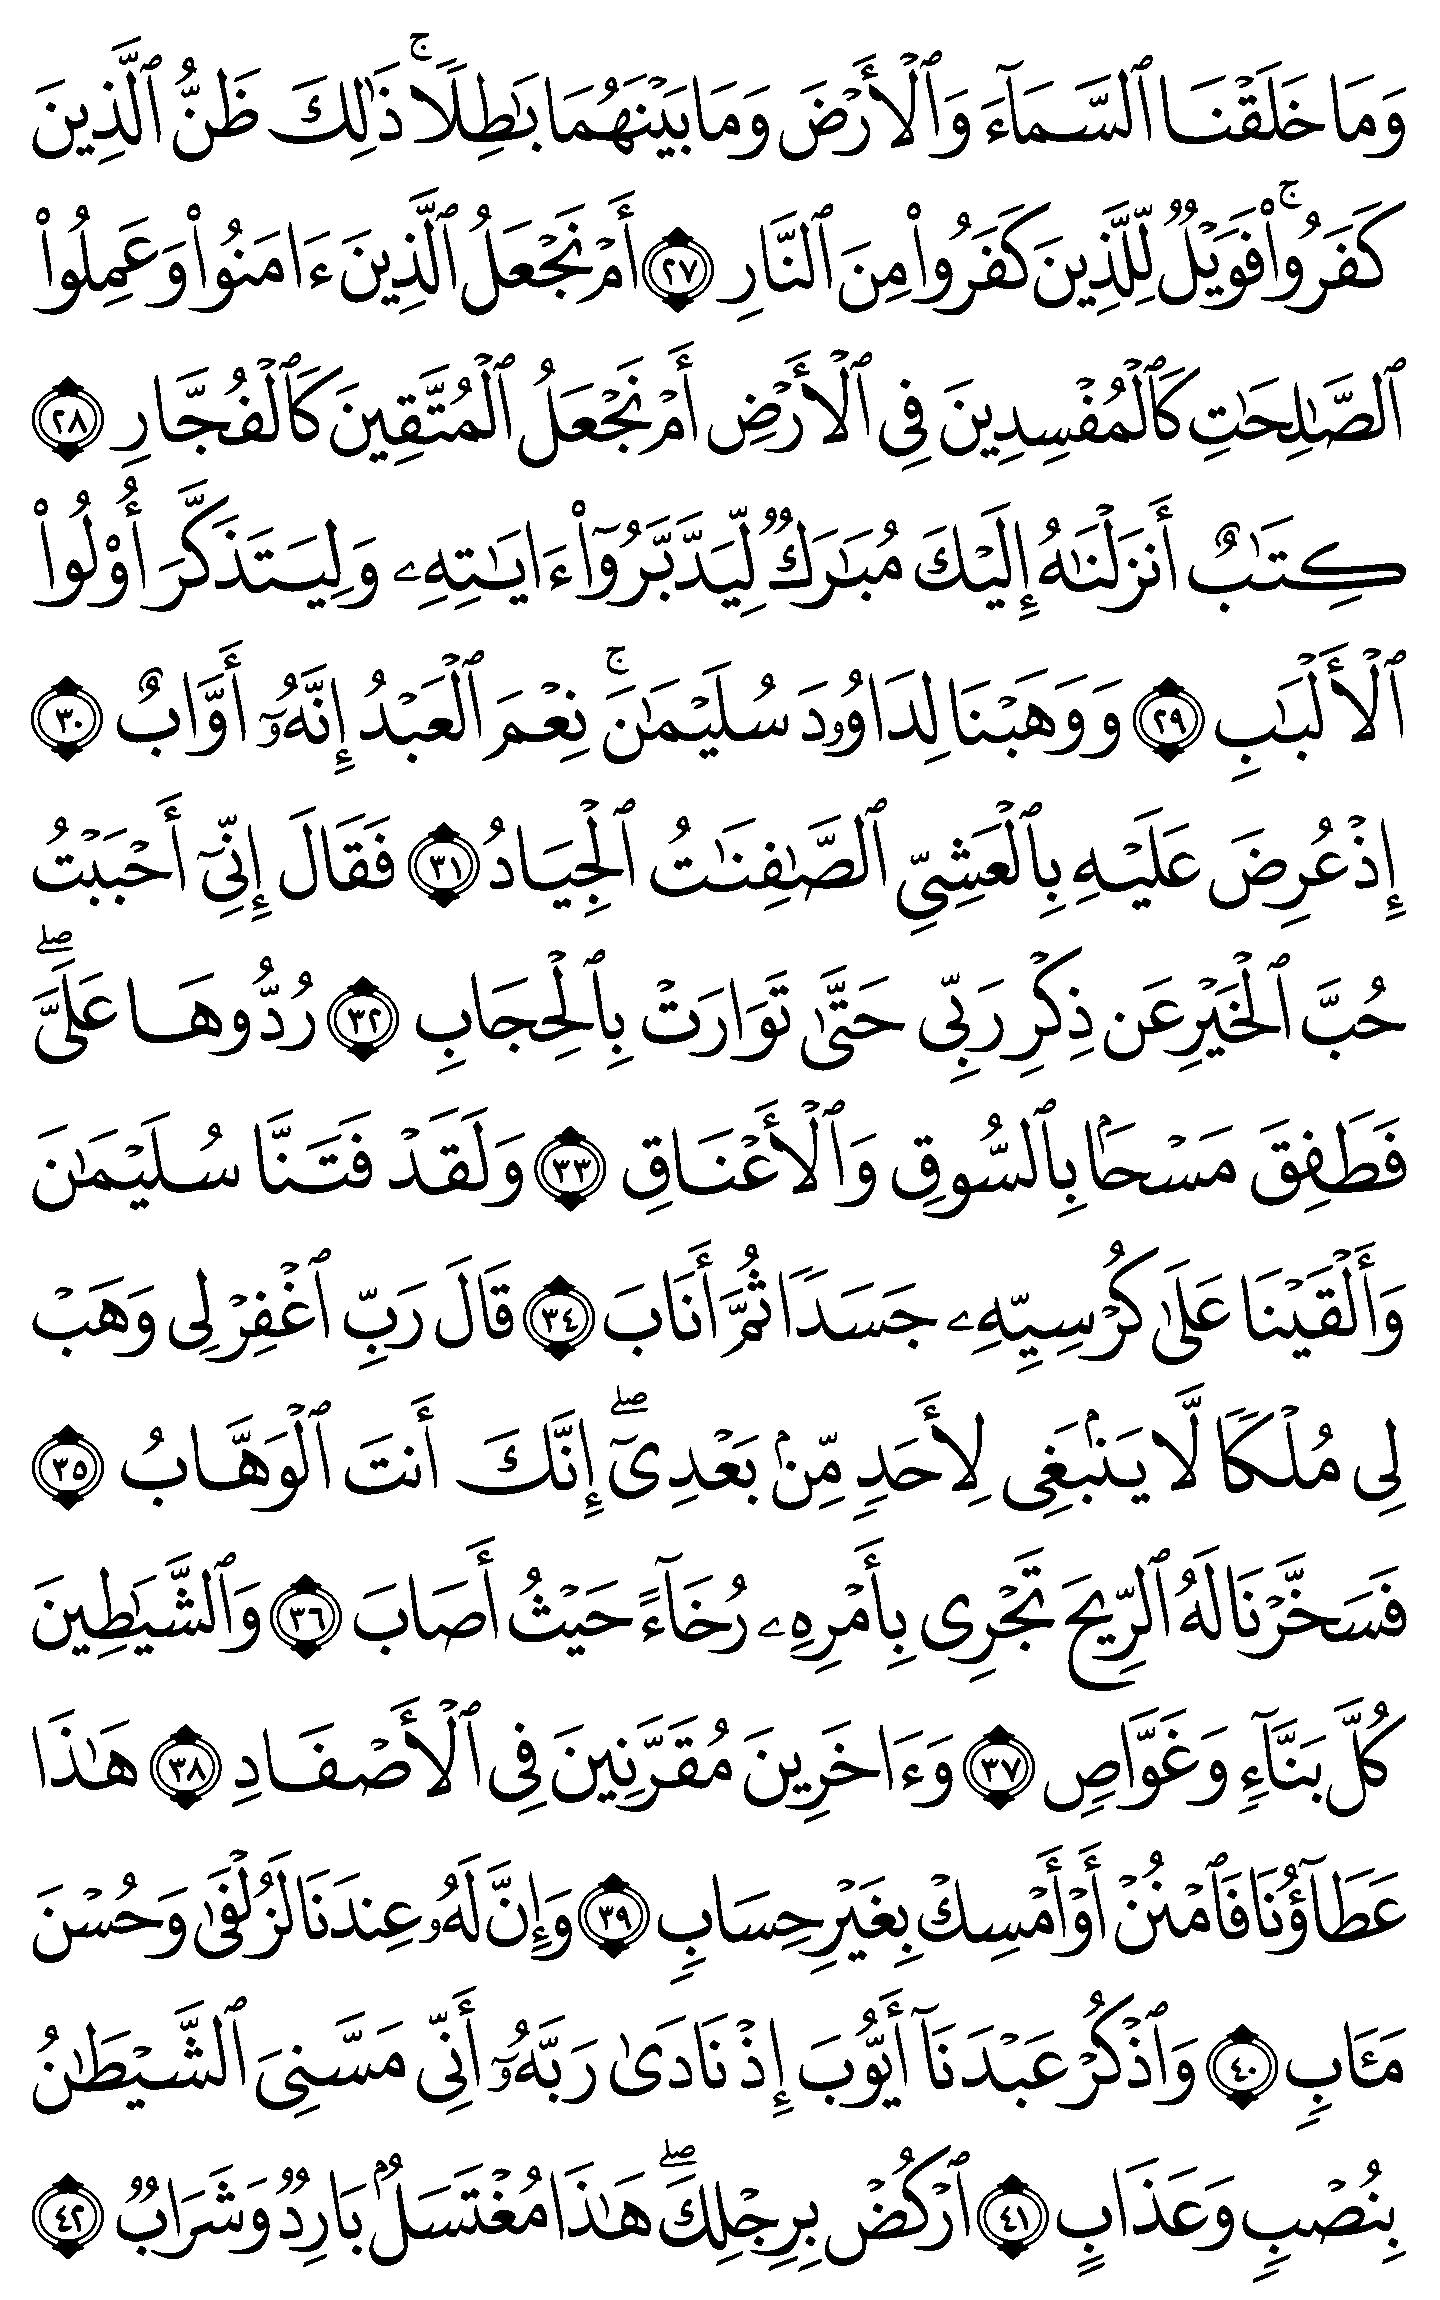 وَمَا خَلَقْنَا ٱلسَّمَآءَ وَٱلْأَرْضَ وَمَا بَيْنَهُمَا بَٰطِلًا ۚ ذَٰلِكَ ظَنُّ ٱلَّذِينَ
كَفَرُوا۟ ۚ فَوَيْلٌ لِّلَّذِينَ كَفَرُوا۟ مِنَ ٱلنَّارِ ٢٧ أَمْ نَجْعَلُ ٱلَّذِينَ ءَامَنُوا۟ وَعَمِلُوا۟
ٱلصَّٰلِحَٰتِ كَٱلْمُفْسِدِينَ فِى ٱلْأَرْضِ أَمْ نَجْعَلُ ٱلْمُتَّقِينَ كَٱلْفُجَّارِ ٢٨
كِتَٰبٌ أَنزَلْنَٰهُ إِلَيْكَ مُبَٰرَكٌ لِّيَدَّبَّرُوٓا۟ ءَايَٰتِهِۦ وَلِيَتَذَكَّرَ أُو۟لُوا۟
ٱلْأَلْبَٰبِ ٢٩ وَوَهَبْنَا لِدَاوُۥدَ سُلَيْمَٰنَ ۚ نِعْمَ ٱلْعَبْدُ إِنَّهُۥٓ أَوَّابٌ ٣٠
إِذْ عُرِضَ عَلَيْهِ بِٱلْعَشِىِّ ٱلصَّٰفِنَٰتُ ٱلْجِيَادُ ٣١ فَقَالَ إِنِّىٓ أَحْبَبْتُ
حُبَّ ٱلْخَيْرِ عَن ذِكْرِ رَبِّى حَتَّىٰ تَوَارَتْ بِٱلْحِجَابِ ٣٢ رُدُّوهَا عَلَىَّ ۖ
فَطَفِقَ مَسْحًۢا بِٱلسُّوقِ وَٱلْأَعْنَاقِ ٣٣ وَلَقَدْ فَتَنَّا سُلَيْمَٰنَ
وَأَلْقَيْنَا عَلَىٰ كُرْسِيِّهِۦ جَسَدًا ثُمَّ أَنَابَ ٣٤ قَالَ رَبِّ ٱغْفِرْ لِى وَهَبْ
لِى مُلْكًا لَّا يَنۢبَغِى لِأَحَدٍ مِّنۢ بَعْدِىٓ ۖ إِنَّكَ أَنتَ ٱلْوَهَّابُ ٣٥
فَسَخَّرْنَا لَهُ ٱلرِّيحَ تَجْرِى بِأَمْرِهِۦ رُخَآءً حَيْثُ أَصَابَ ٣٦ وَٱلشَّيَٰطِينَ
كُلَّ بَنَّآءٍ وَغَوَّاصٍ ٣٧ وَءَاخَرِينَ مُقَرَّنِينَ فِى ٱلْأَصْفَادِ ٣٨ هَٰذَا
عَطَآؤُنَا فَٱمْنُنْ أَوْ أَمْسِكْ بِغَيْرِ حِسَابٍ ٣٩ وَإِنَّ لَهُۥ عِندَنَا لَزُلْفَىٰ وَحُسْنَ
مَـَٔابٍ ٤٠ وَٱذْكُرْ عَبْدَنَآ أَيُّوبَ إِذْ نَادَىٰ رَبَّهُۥٓ أَنِّى مَسَّنِىَ ٱلشَّيْطَٰنُ
بِنُصْبٍ وَعَذَابٍ ٤١ ٱرْكُضْ بِرِجْلِكَ ۖ هَٰذَا مُغْتَسَلٌۢ بَارِدٌ وَشَرَابٌ ٤٢